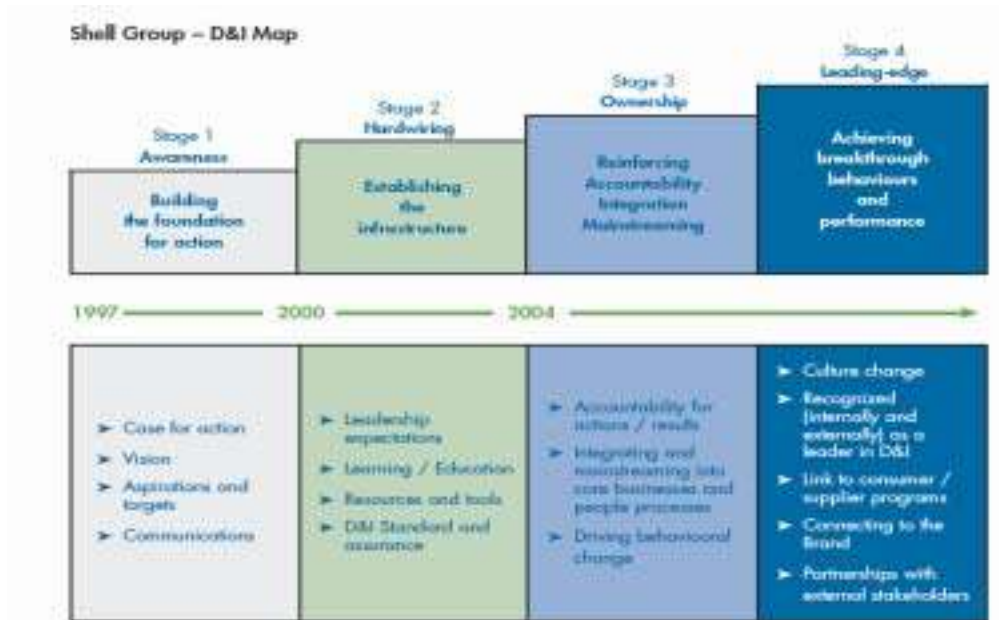 Shell Group – D&I Map
Stage 1
Awareness
Stage 2
Hardwiring
Stage 3
Ownership
Stage 4
Leading-edge
Building
the foundation
for action
Establishing
the
infrastructure
Reinforcing
Accountability
Integration
Mainstreaming
Achieving
breakthrough
behaviours
and
performance
1997
2000
2004
➤ Case for action
➤ Vision
➤ Aspirations and
targets
➤ Communications
➤ Leadership
expectations
➤ Learning / Education
➤ Resources and tools
➤ D&I Standard and
assurance
➤ Accountability for
actions / results
➤ Integrating and
mainstreaming into
core businesses and
people processes
➤ Driving behavioural
change
➤ Culture change
➤ Recognized
(internally and
externally) as a
leader in D&I
➤ Link to consumer /
supplier programs
➤ Connecting to the
Brand
➤ Partnerships with
external stakeholders